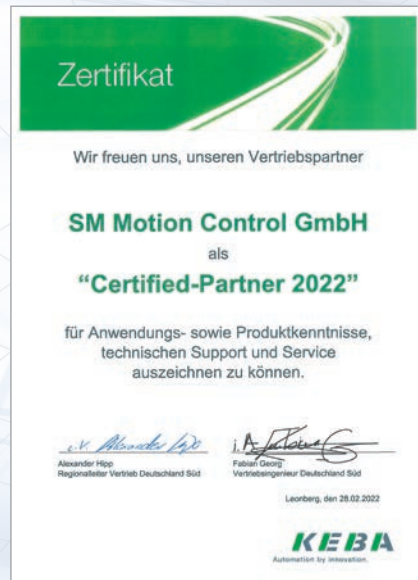 Zertifikat
Wir freuen uns, unseren Vertriebspartner
SM Motion Control GmbH
als
“Certified-Partner 2022”
für Anwendungs- sowie Produktkenntnisse,
technischen Support und Service
auszeichnen zu können.
i.V.
i.A.
Alexander Hipp
Regionalleiter Vertrieb Deutschland Süd
Fabian Georg
Vertriebsingenieur Deutschland Süd
Leonberg, den 28.02.2022
KEBA
Automation by innovation.